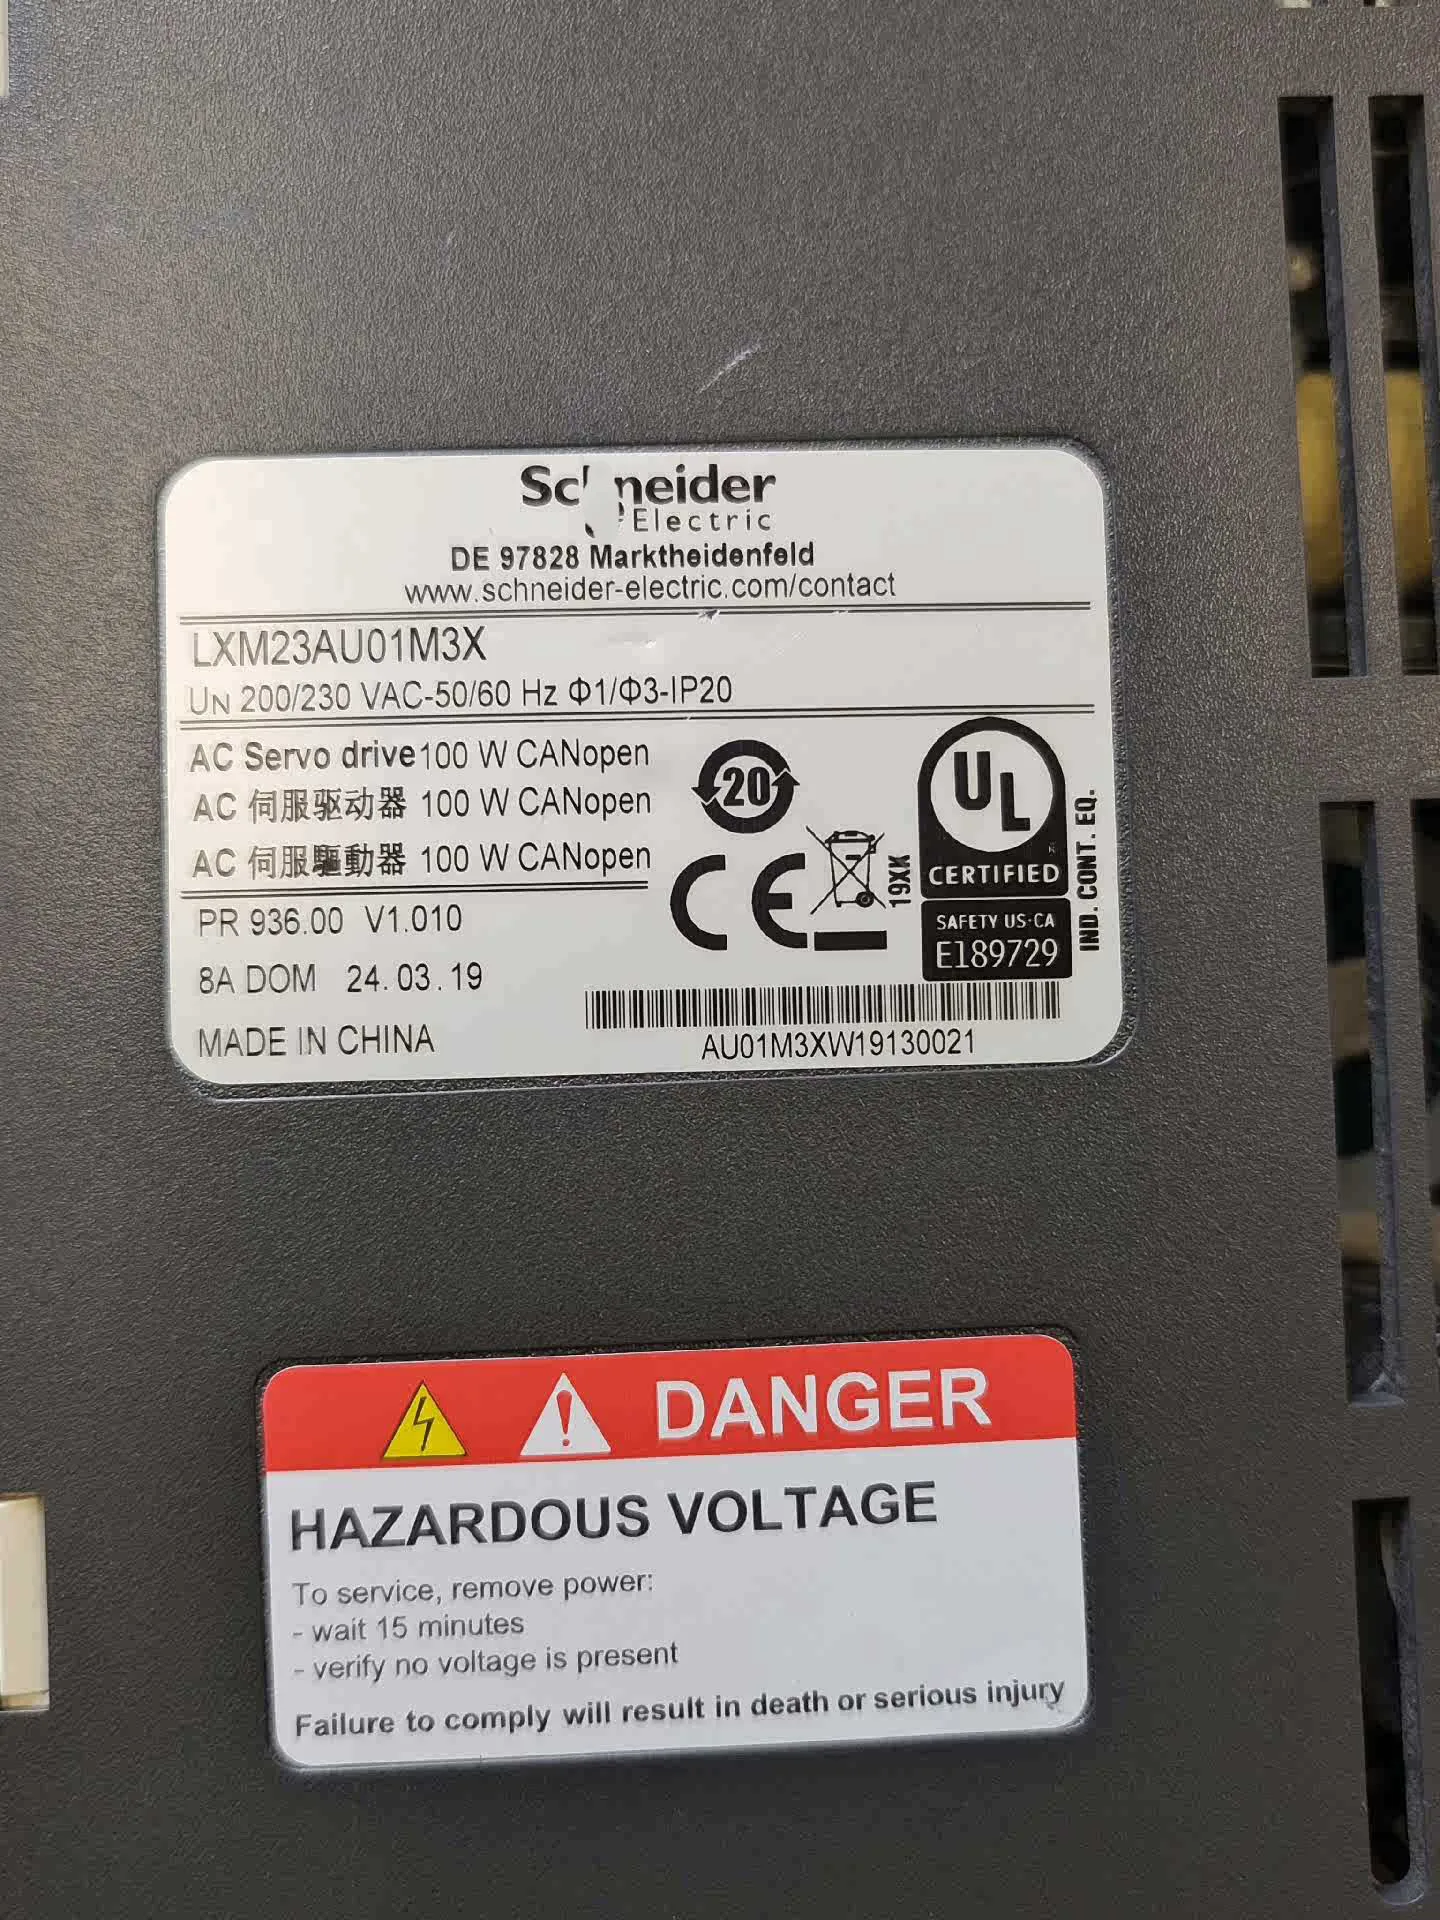 Schneider
Electric
DE 97828 Marktheidenfeld
www.schneider-electric.com/contact
LXM23AU01M3X
UN 200/230 VAC-50/60 Hz Φ1/Φ3-IP20
AC Servo drive 100 W CANopen
AC 伺服驱动器 100 W CANopen
AC 伺服驅動器 100 W CANopen
PR 936.00 V1.010
8A DOM 24.03.19
MADE IN CHINA
20
CE
19XK
UL
CERTIFIED
SAFETY US-CA
E189729
IND. CONT. EQ.
AU01M3XW19130021
DANGER
HAZARDOUS VOLTAGE
To service, remove power:
- wait 15 minutes
- verify no voltage is present
Failure to comply will result in death or serious injury